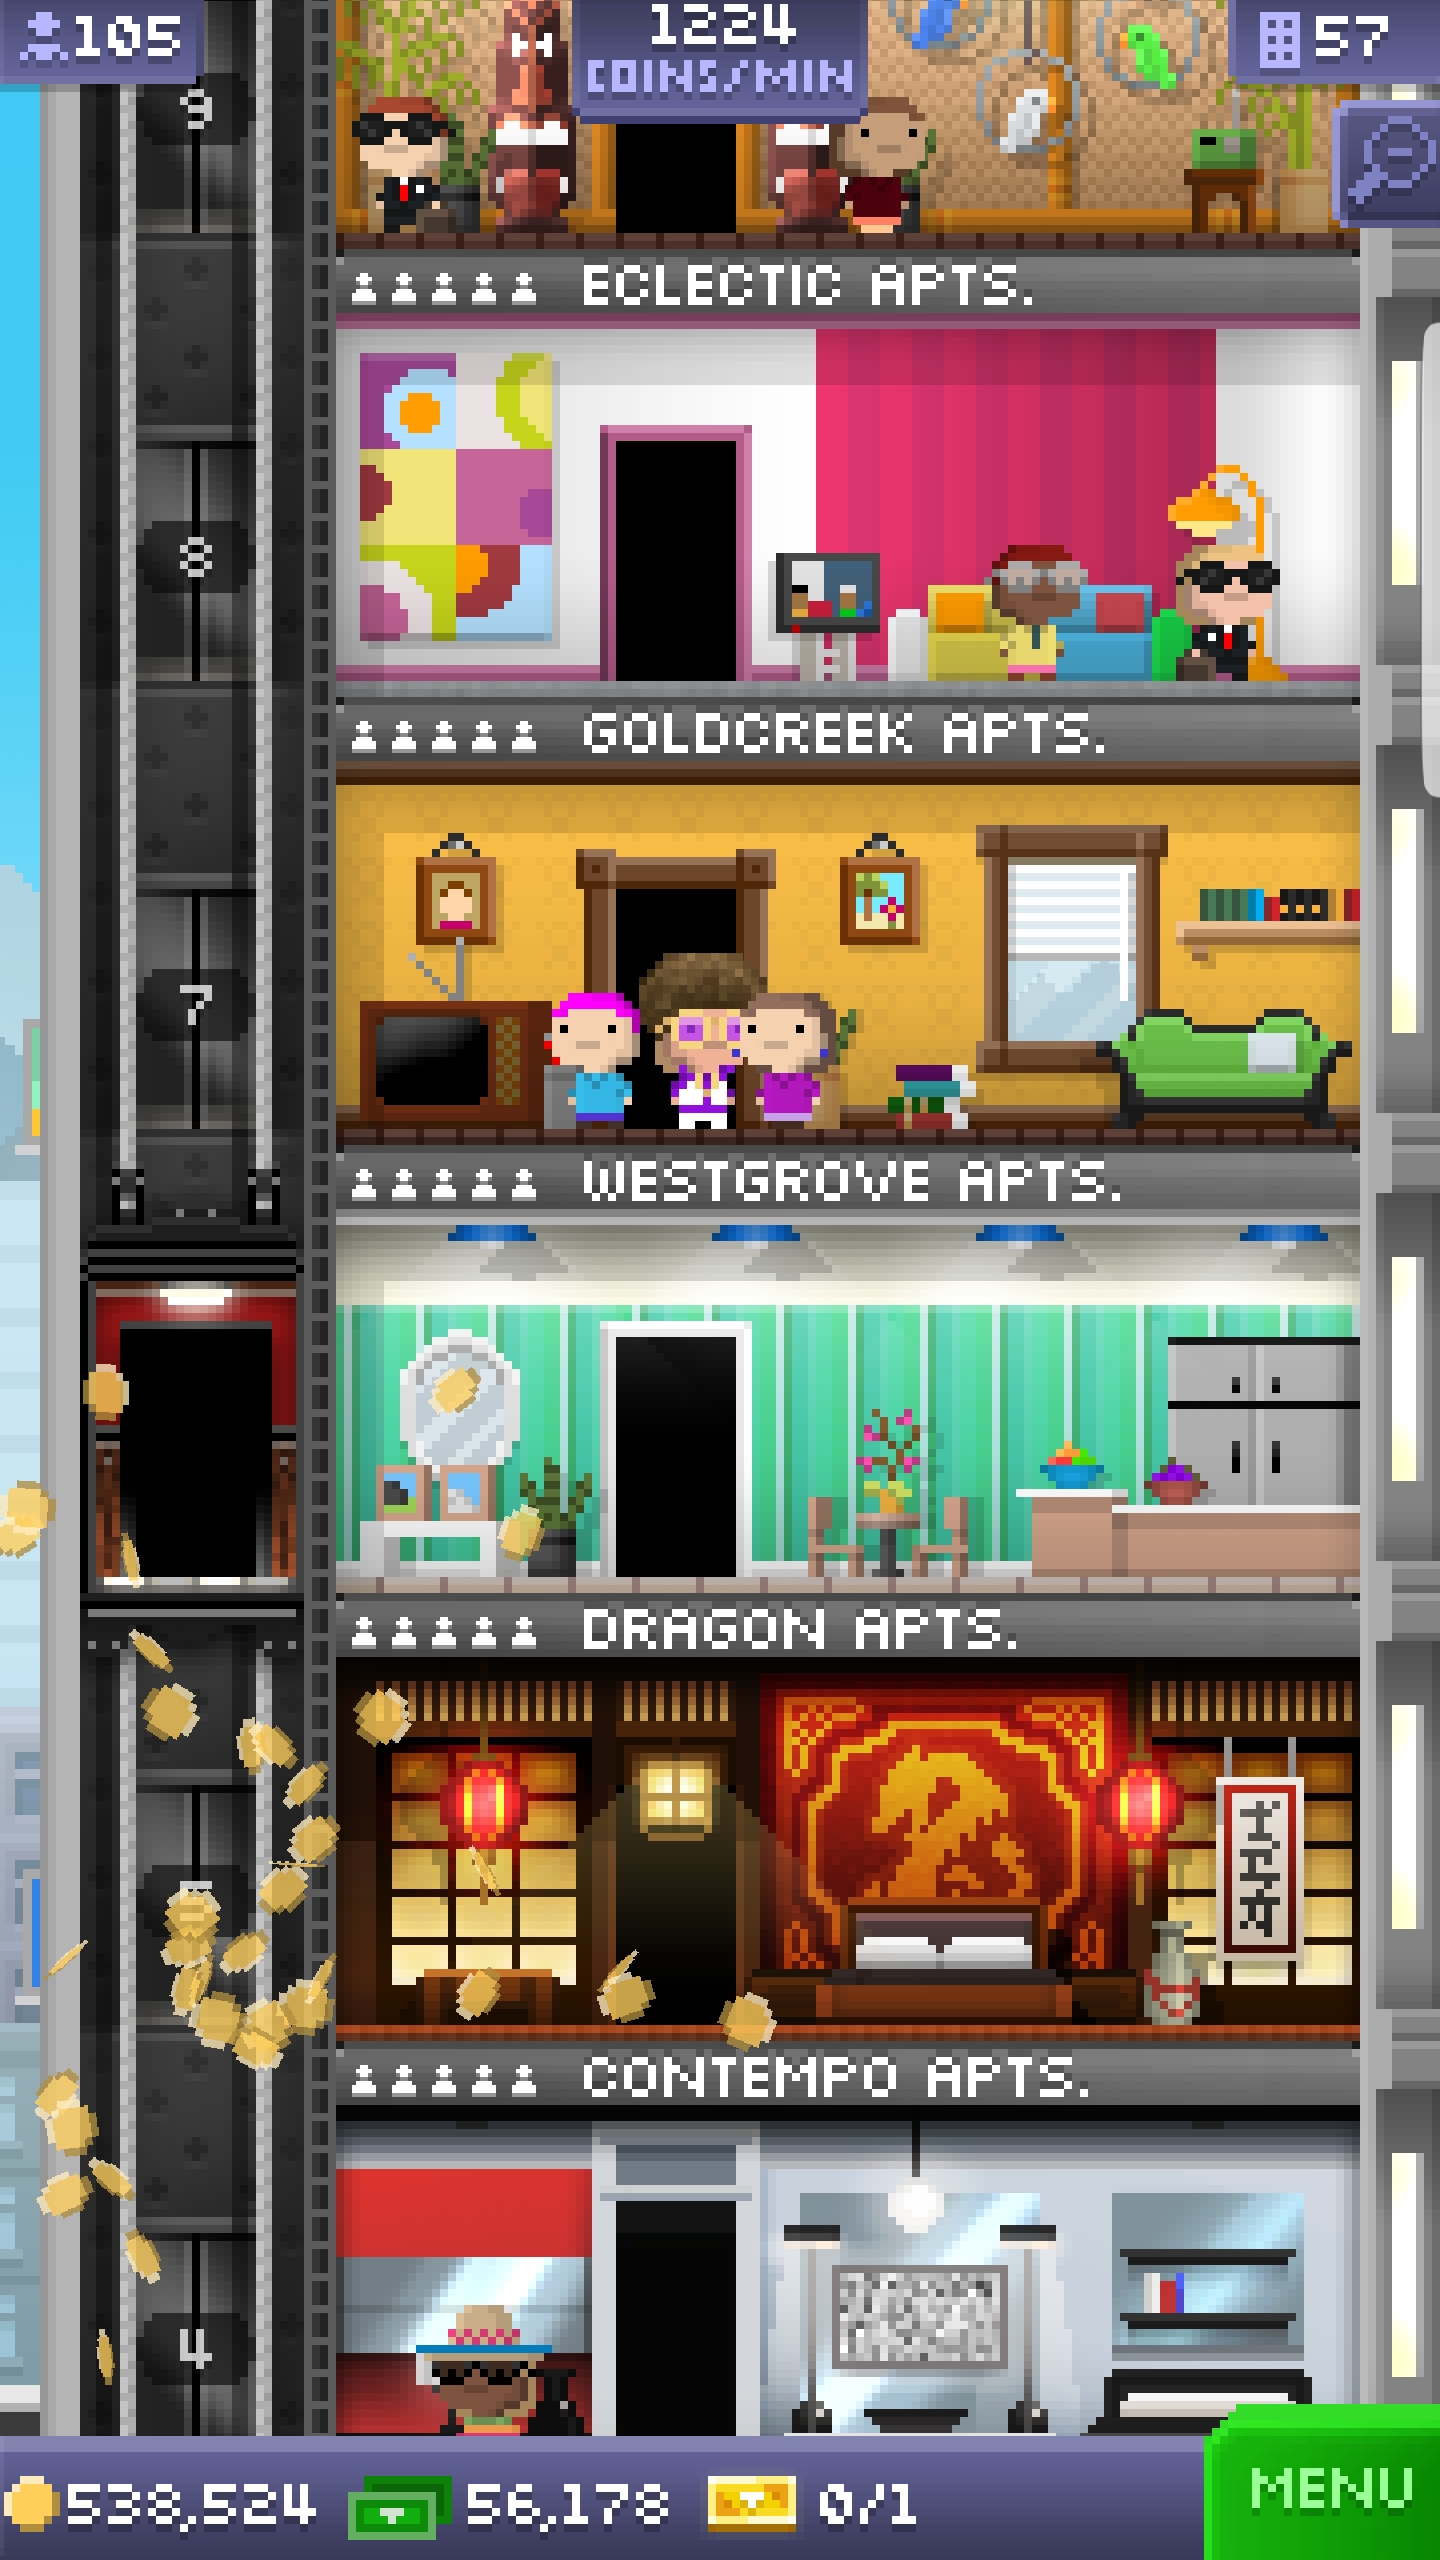 105
1224
COINS/MIN
57
9
ECLECTIC APTS.
8
GOLDCREEK APTS.
7
WESTGROVE APTS.
DRAGON APTS.
CONTEMPO APTS.
4
538,524
56,178
0/1
MENU